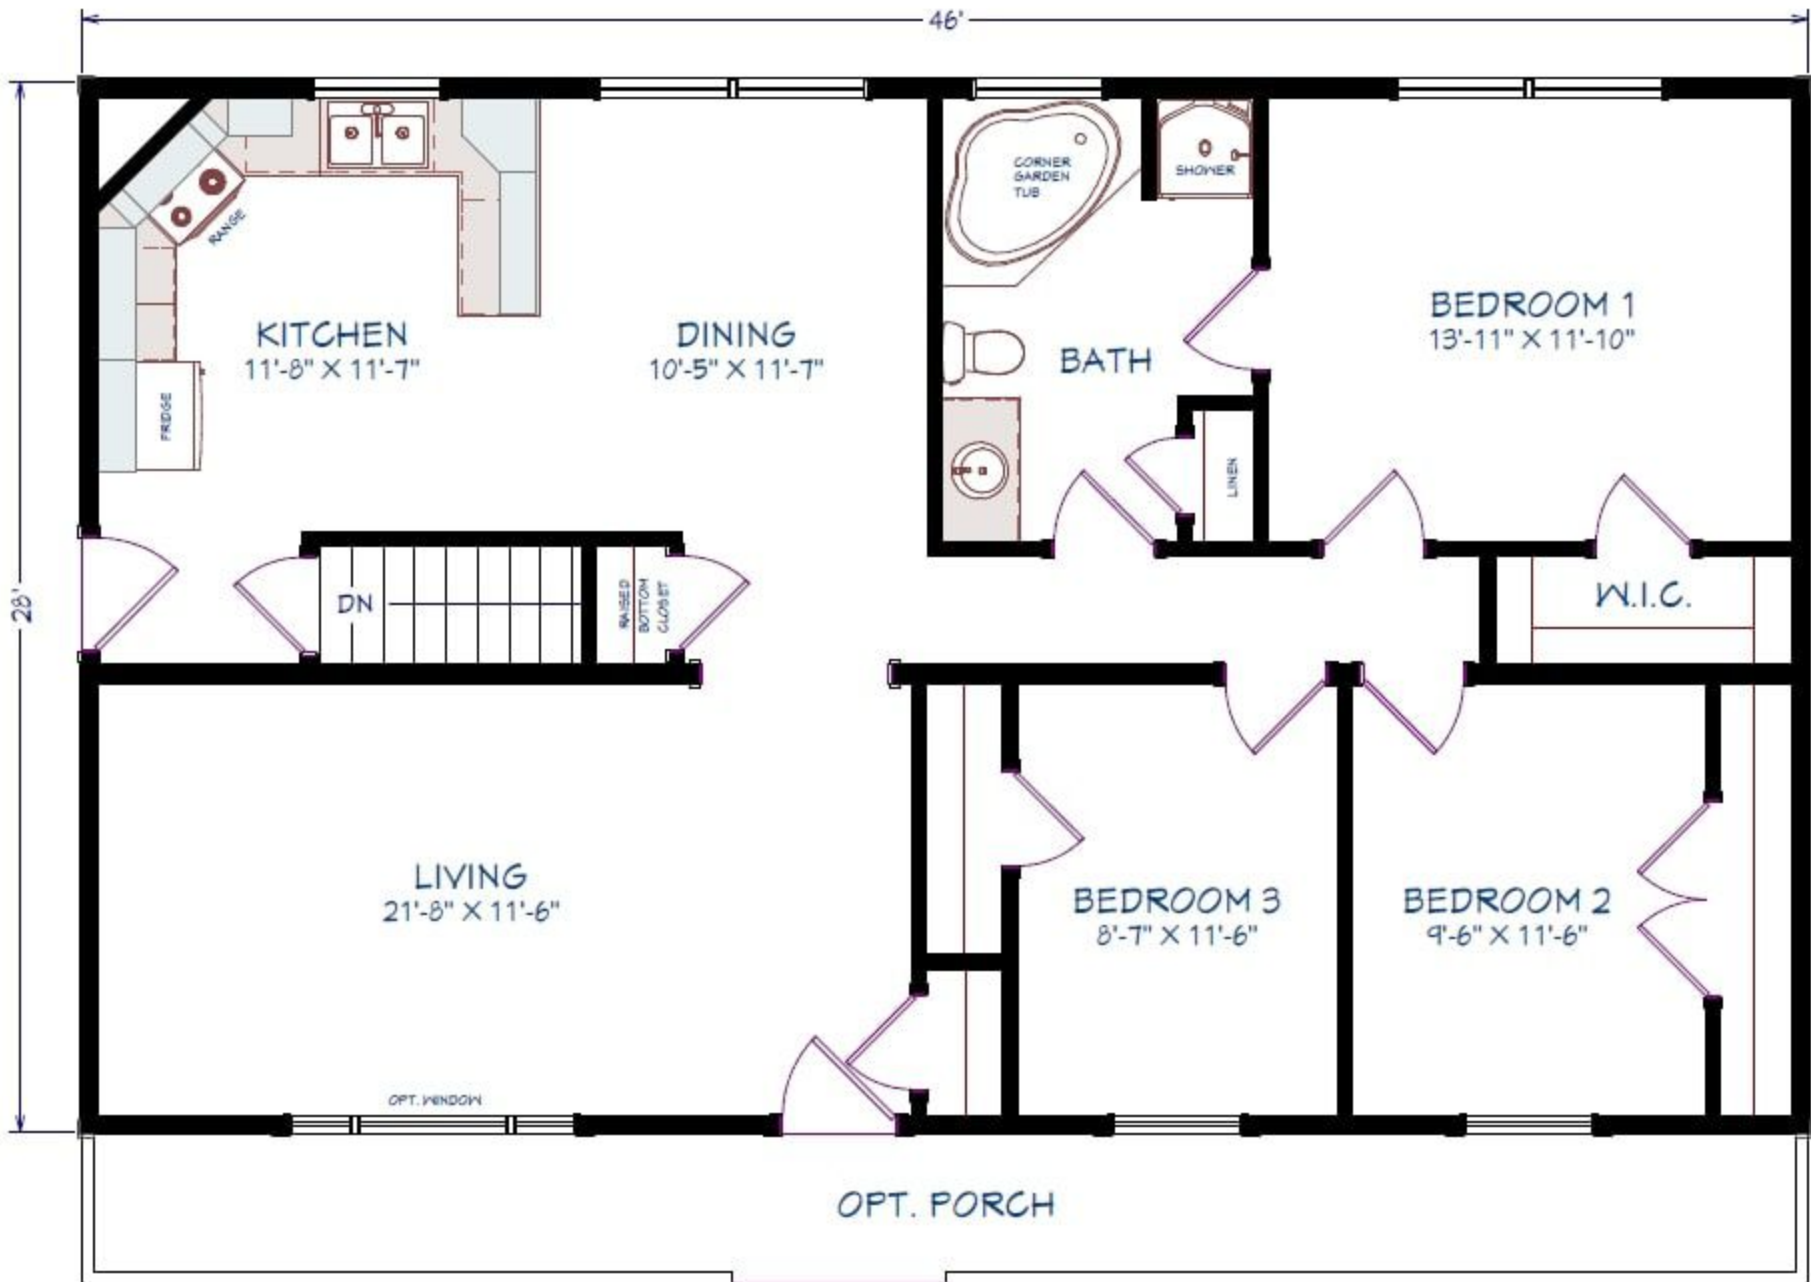 46'
28'
CORNER
GARDEN
TUB
SHOWER
RANGE
KITCHEN
11'-8" X 11'-7"
DINING
10'-5" X 11'-7"
BATH
BEDROOM 1
13'-11" X 11'-10"
FRIDGE
LINEN
DN
RAISED
BOTTOM
CLOSET
W.I.C.
LIVING
21'-8" X 11'-6"
BEDROOM 3
8'-7" X 11'-6"
BEDROOM 2
9'-6" X 11'-6"
OPT. WINDOW
OPT. PORCH